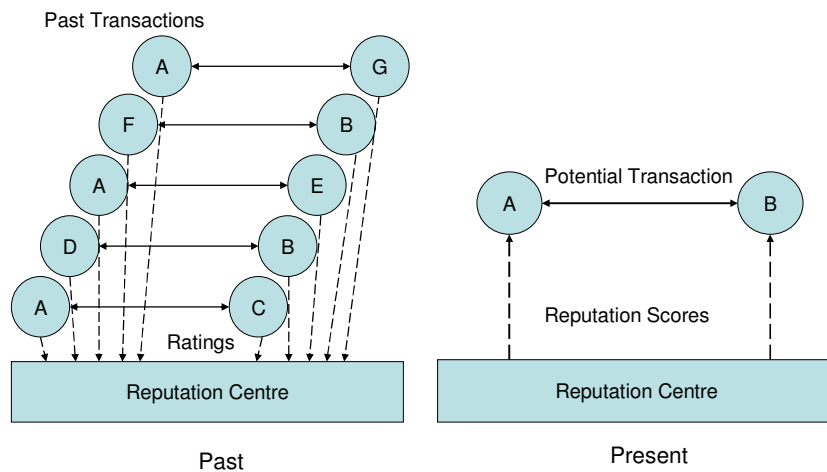 Past Transactions
A
G
F
B
A
E
D
B
A
C
Ratings
Reputation Centre
Past
Potential Transaction
A
B
Reputation Scores
Reputation Centre
Present